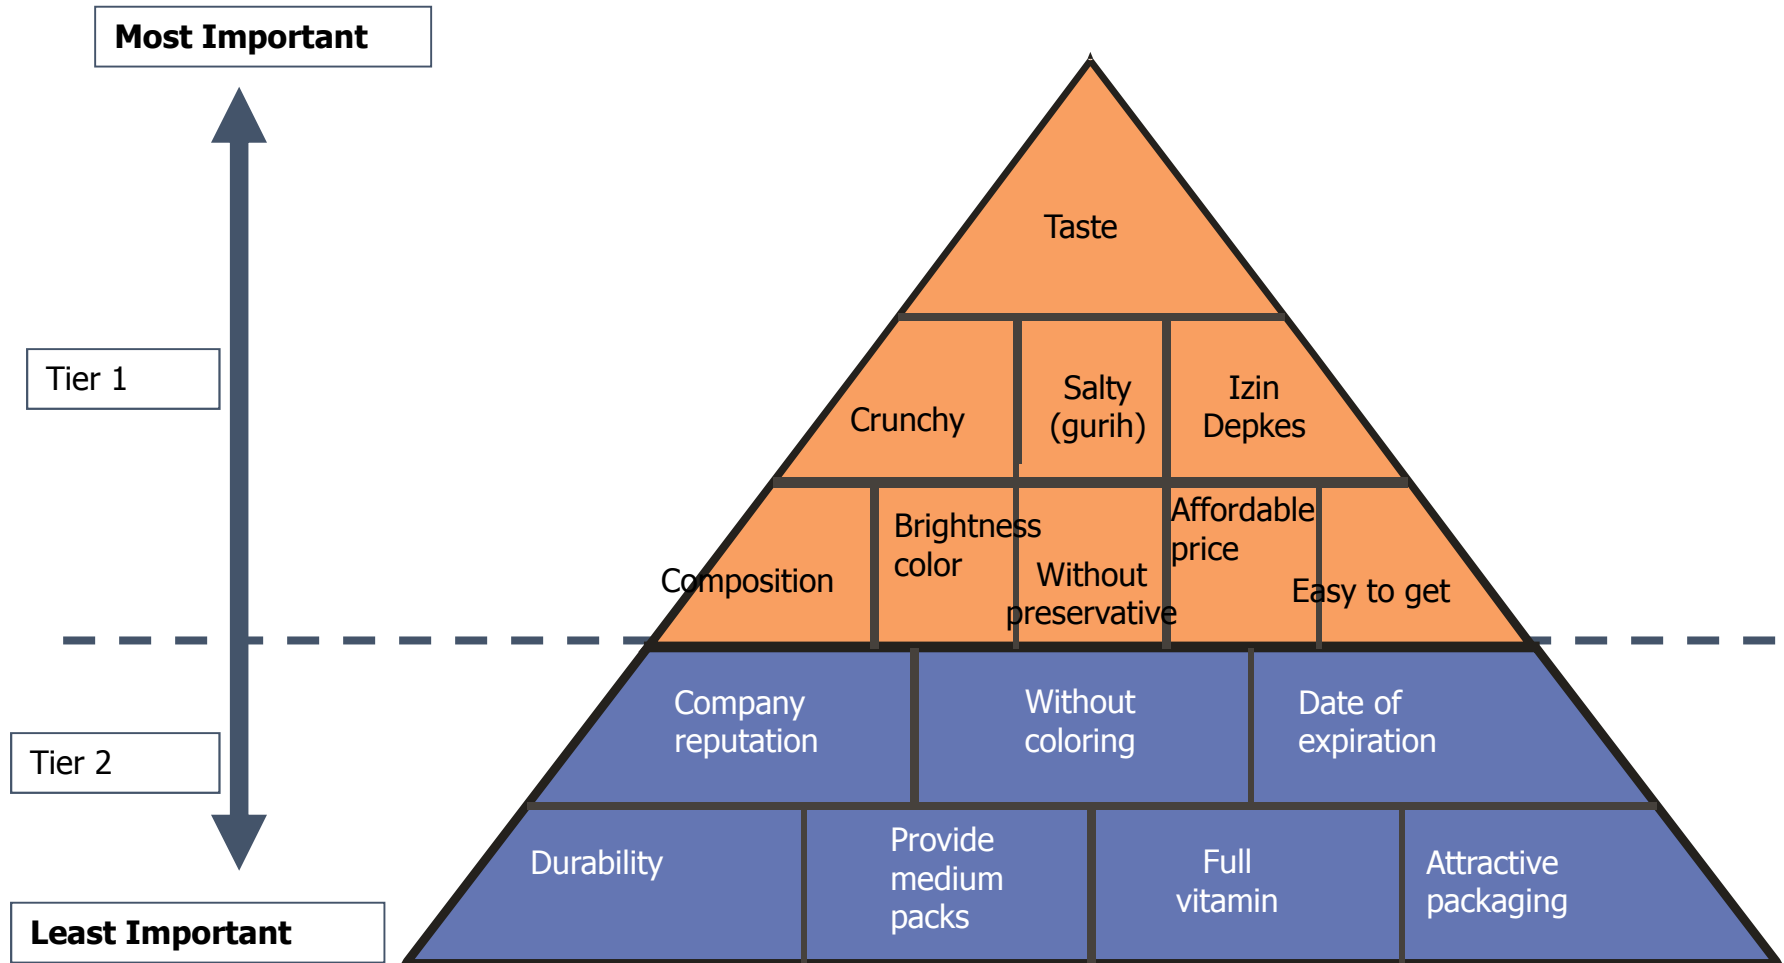 Most Important
Taste
Tier 1
Crunchy
Salty
(gurih)
Izin
Depkes
Composition
Brightness
color
Without
preservative
Affordable
price
Easy to get
Tier 2
Company
reputation
Without
coloring
Date of
expiration
Durability
Provide
medium
packs
Full
vitamin
Attractive
packaging
Least Important